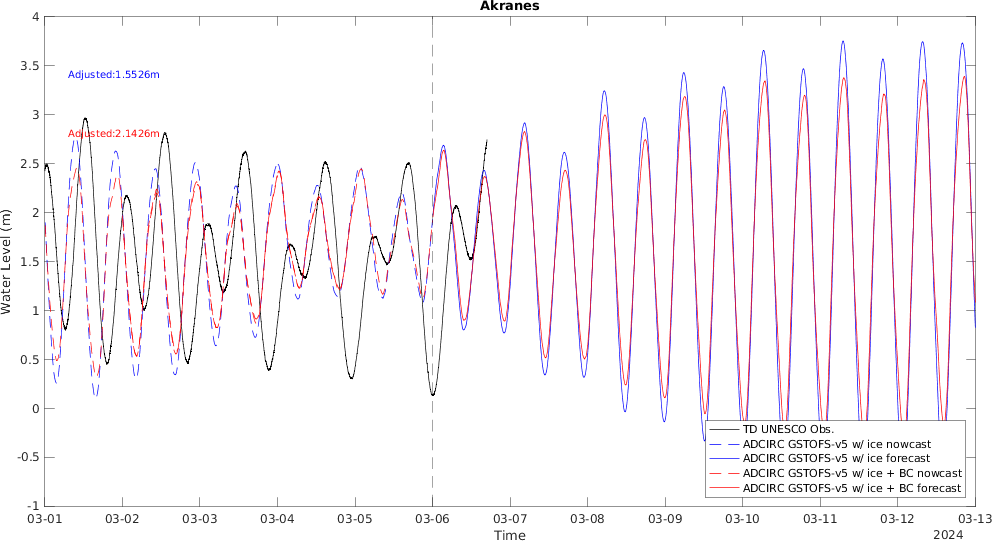 Akranes
4
3.5
3
2.5
2
1.5
1
0.5
0
-0.5
-1
Water Level (m)
Adjusted:1.5526m
Adjusted:2.1426m
TD UNESCO Obs.
ADCIRC GSTOFS-v5 w/ ice nowcast
ADCIRC GSTOFS-v5 w/ ice forecast
ADCIRC GSTOFS-v5 w/ ice + BC nowcast
ADCIRC GSTOFS-v5 w/ ice + BC forecast
03-01 03-02 03-03 03-04 03-05 03-06 03-07 03-08 03-09 03-10 03-11 03-12 03-13
Time
2024